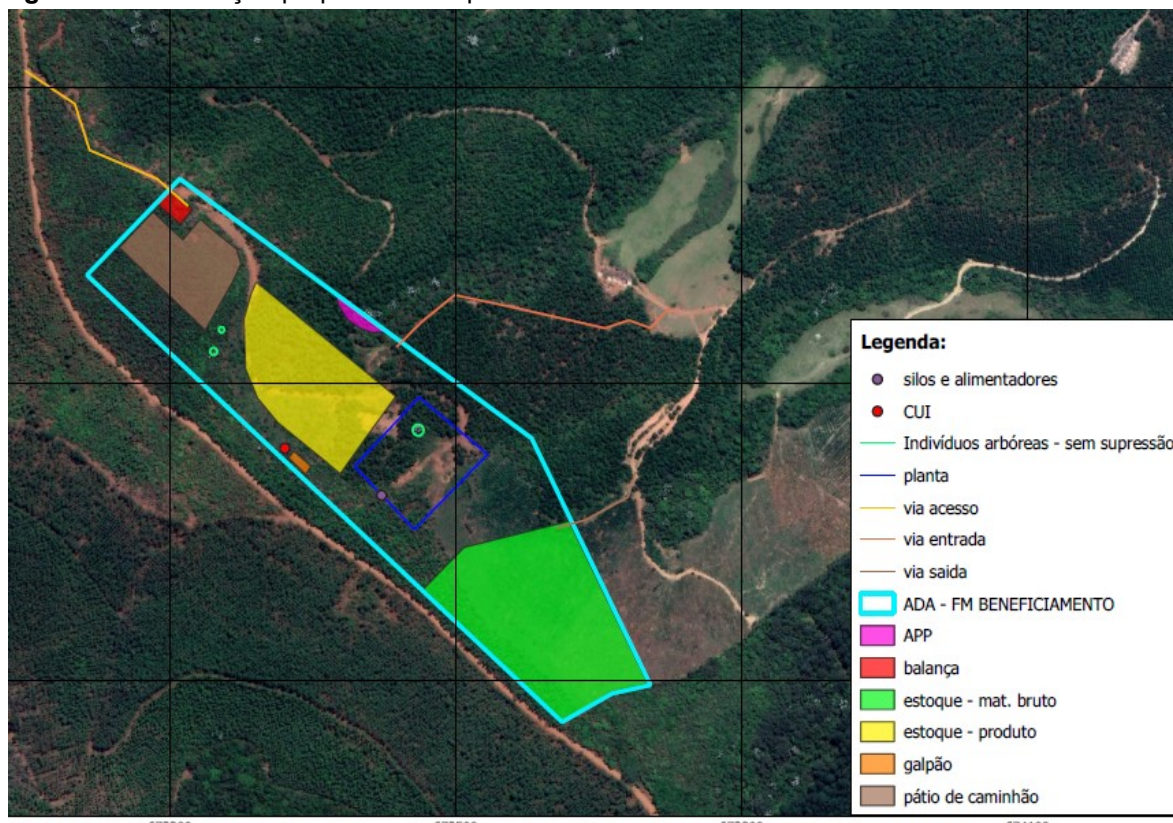 Legenda:
silos e alimentadores
CUI
Indivíduos arbóreas - sem supressão
planta
via acesso
via entrada
via saida
ADA - FM BENEFICIAMENTO
APP
balança
estoque - mat. bruto
estoque - produto
galpão
pátio de caminhão